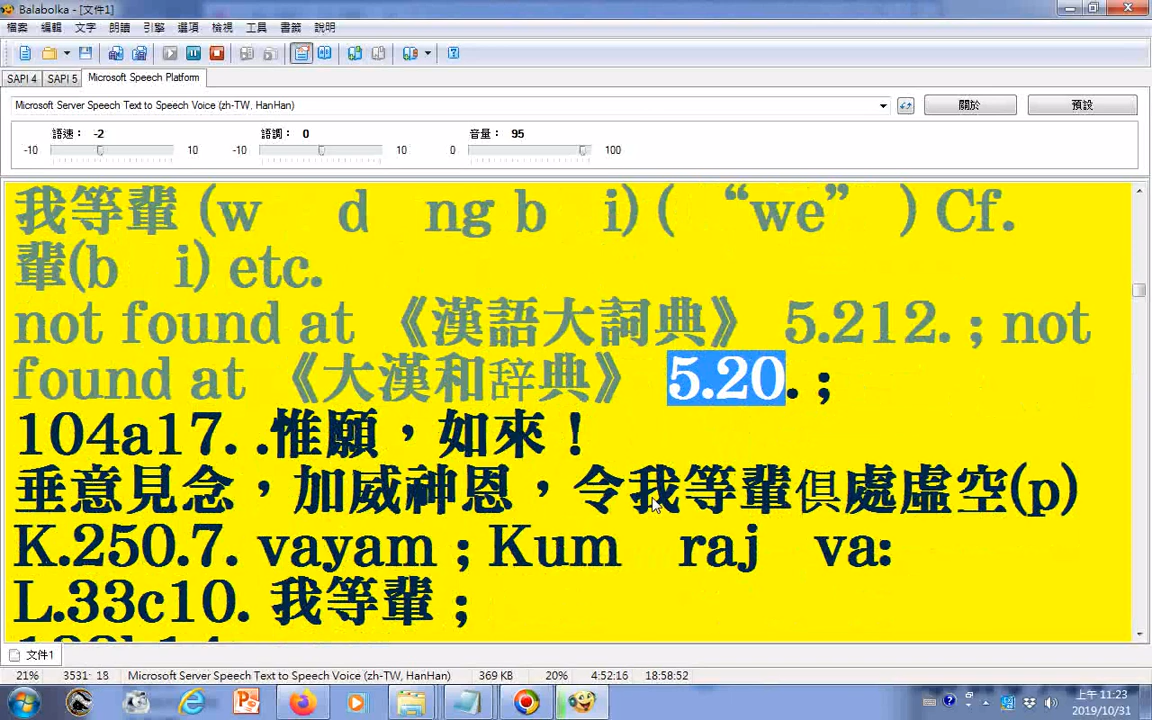 Balabolka - [文件1]
檔案 編輯 文字 朗讀 引擎 選項 檢視 工具 書籤 說明
SAPI 4 SAPI 5 Microsoft Speech Platform
Microsoft Server Speech Text to Speech Voice (zh-TW, HanHan) 關於 預設
語速： -2 語調： 0 音量： 95
-10 10 -10 10 0 100
我等輩 (w d ng b i) ( “we” ) Cf.
輩(b i) etc.
not found at 《漢語大詞典》 5.212. ; not
found at 《大漢和辞典》 5.20. ;
104a17. .惟願，如來！
垂意見念，加威神恩，令我等輩俱處虛空(p)
K.250.7. vayam ; Kum raj va:
L.33c10. 我等輩；
文件1
21% 3531: 18 Microsoft Server Speech Text to Speech Voice (zh-TW, HanHan) 369 KB 20% 4:52:16 18:58:52
上午 11:23
2019/10/31